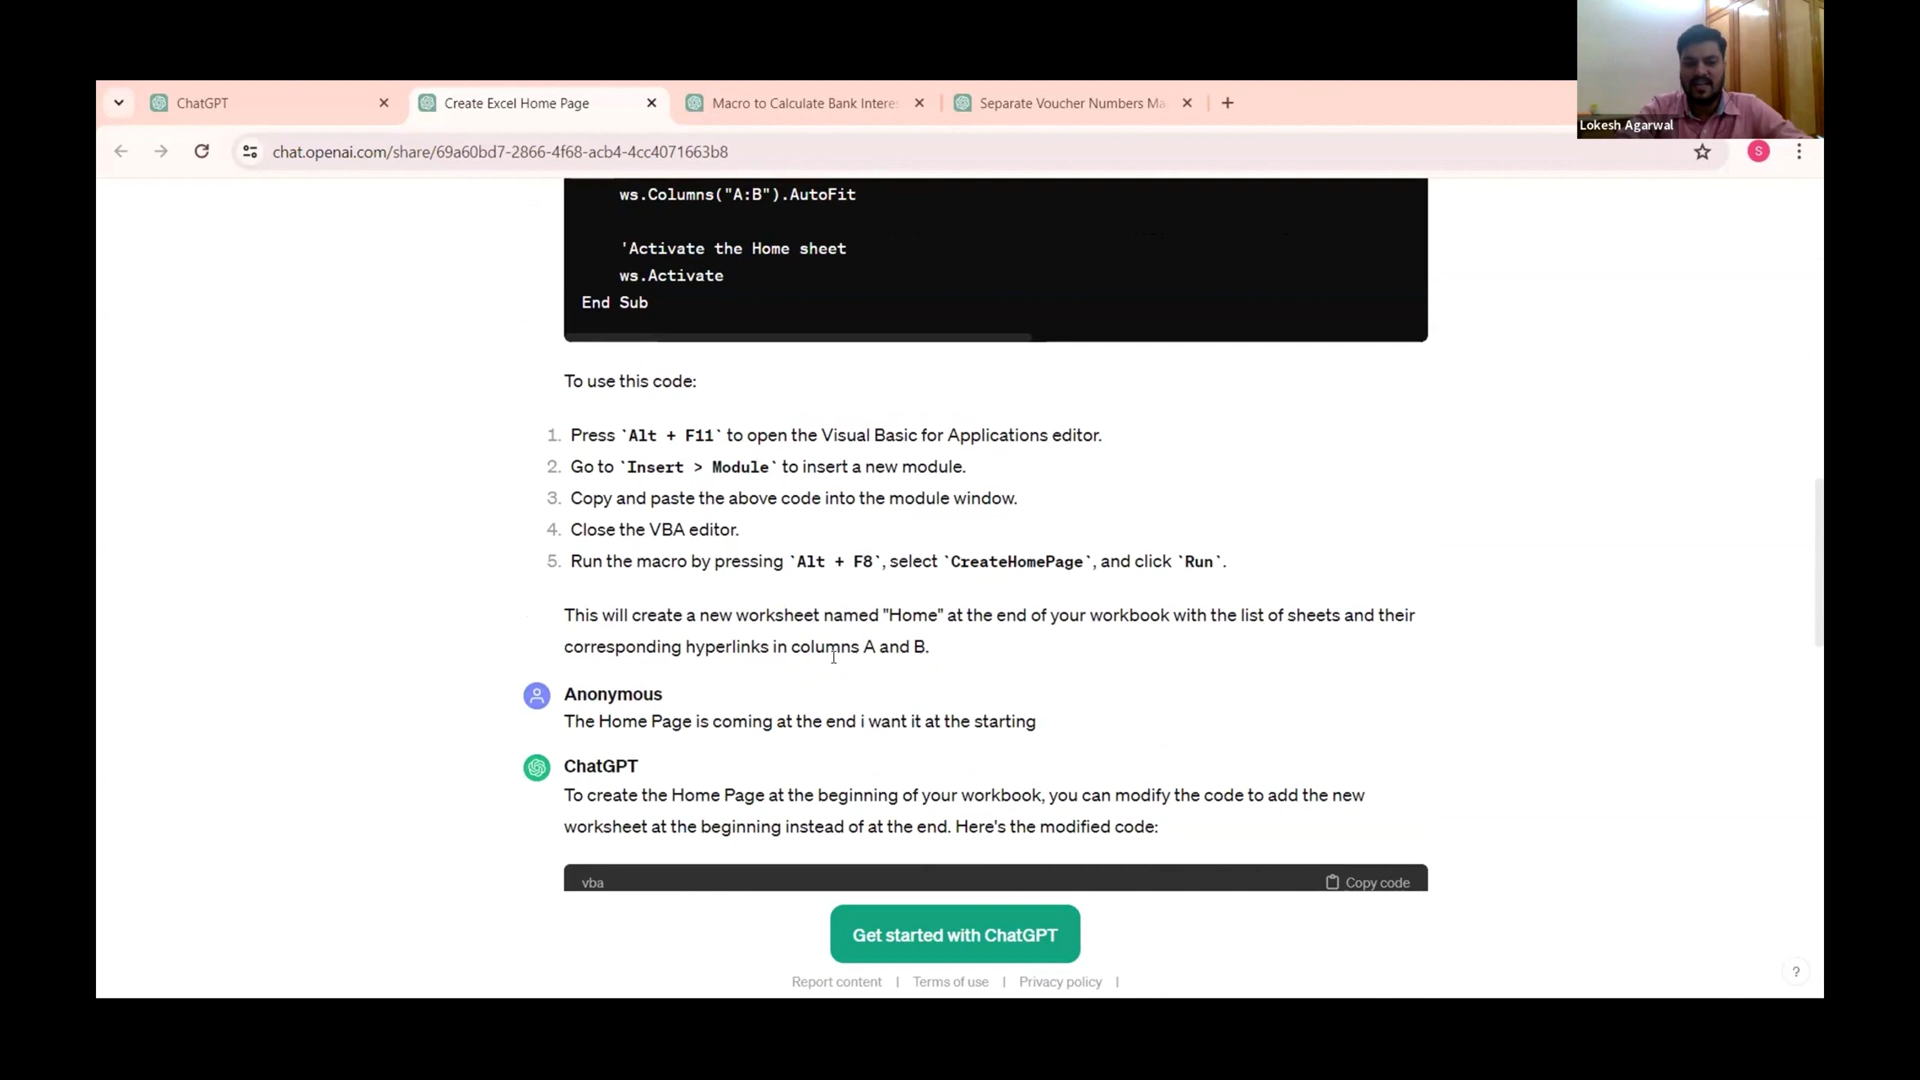 ChatGPT
Create Excel Home Page
Macro to Calculate Bank Interes
Separate Voucher Numbers Ma
Lokesh Agarwal
chat.openai.com/share/69a60bd7-2866-4f68-acb4-4cc4071663b8
S
ws.Columns("A:B").AutoFit
'Activate the Home sheet
ws.Activate
End Sub
To use this code:
1. Press `Alt + F11` to open the Visual Basic for Applications editor.
2. Go to `Insert > Module` to insert a new module.
3. Copy and paste the above code into the module window.
4. Close the VBA editor.
5. Run the macro by pressing `Alt + F8`, select `CreateHomePage`, and click `Run`.
This will create a new worksheet named "Home" at the end of your workbook with the list of sheets and their
corresponding hyperlinks in columns A and B.
Anonymous
The Home Page is coming at the end i want it at the starting
ChatGPT
To create the Home Page at the beginning of your workbook, you can modify the code to add the new
worksheet at the beginning instead of at the end. Here's the modified code:
vba
Copy code
Get started with ChatGPT
Report content | Terms of use | Privacy policy |
?